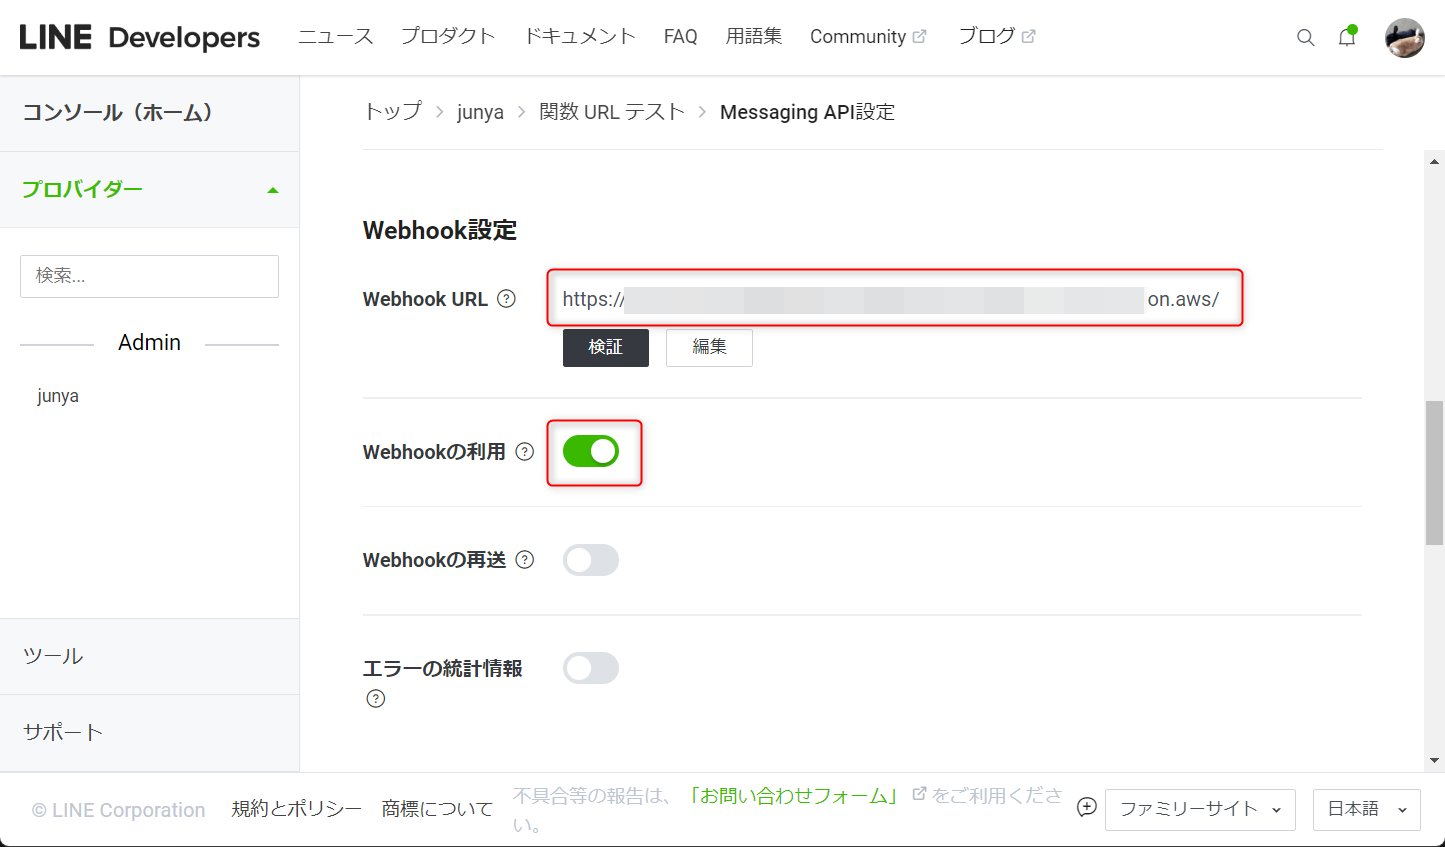 LINE Developers ニュース プロダクト ドキュメント FAQ 用語集 Community ブログ
コンソール（ホーム）
プロバイダー
検索...
Admin
junya
ツール
サポート
トップ > junya > 関数 URL テスト > Messaging API設定
Webhook設定
Webhook URL ? https:// on.aws/
検証 編集
Webhookの利用 ?
Webhookの再送 ?
エラーの統計情報
?
© LINE Corporation 規約とポリシー 商標について
不具合等の報告は、「お問い合わせフォーム」をご利用くださ
い。
ファミリーサイト 日本語